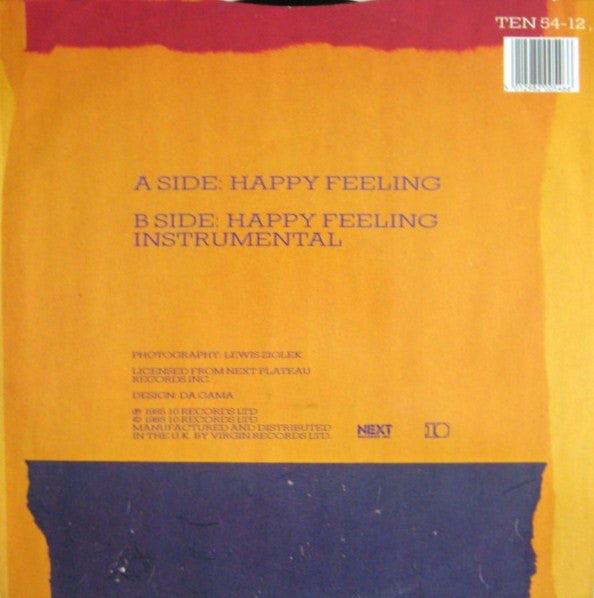 TEN 54-12
A SIDE: HAPPY FEELING
B SIDE: HAPPY FEELING
INSTRUMENTAL
PHOTOGRAPHY: LEWIS ZIOLEK
LICENSED FROM NEXT PLATEAU
RECORDS INC.
DESIGN: DA GAMA
℗ 1985 10 RECORDS LTD
© 1985 10 RECORDS LTD
MANUFACTURED AND DISTRIBUTED
IN THE U.K. BY VIRGIN RECORDS LTD.
NEXT
10